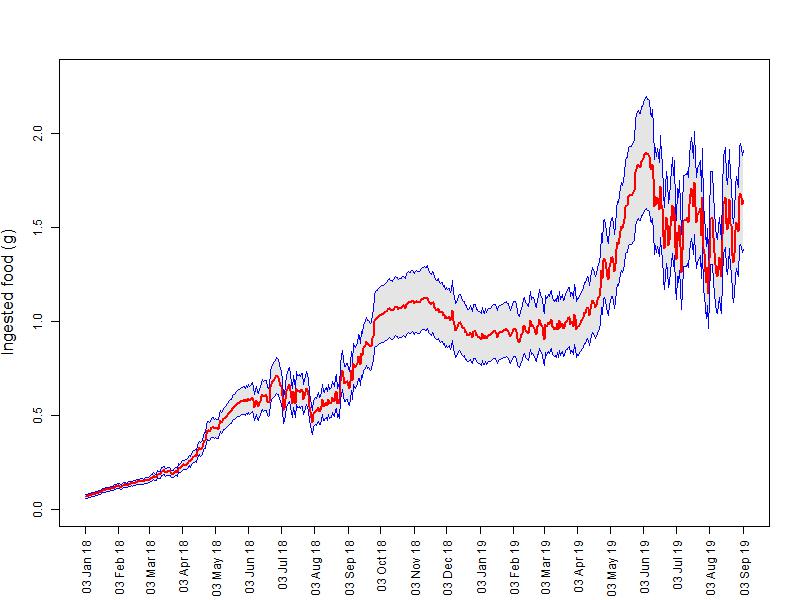 Ingested food (g)
2.0
1.5
1.0
0.5
0.0
03 Jan 18
03 Feb 18
03 Mar 18
03 Apr 18
03 May 18
03 Jun 18
03 Jul 18
03 Aug 18
03 Sep 18
03 Oct 18
03 Nov 18
03 Dec 18
03 Jan 19
03 Feb 19
03 Mar 19
03 Apr 19
03 May 19
03 Jun 19
03 Jul 19
03 Aug 19
03 Sep 19